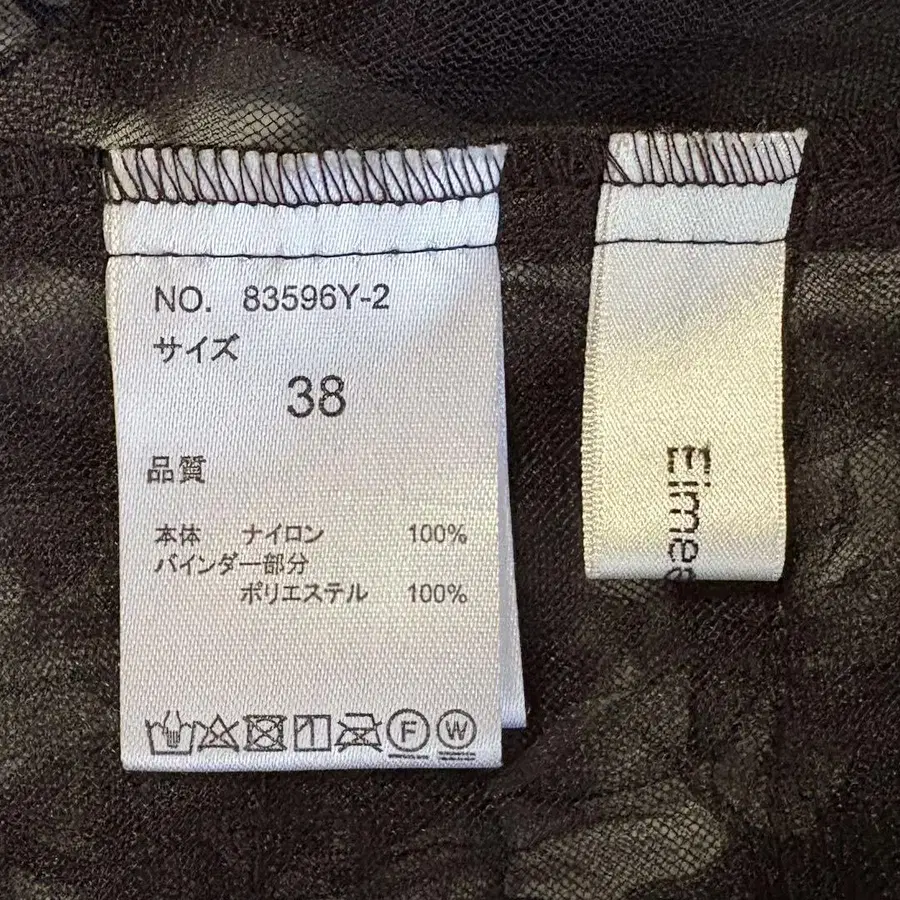 NO. 83596Y-2
サイズ
38
品質
本体 ナイロン 100%
バインダー部分
ポリエステル 100%
F W
Eimea